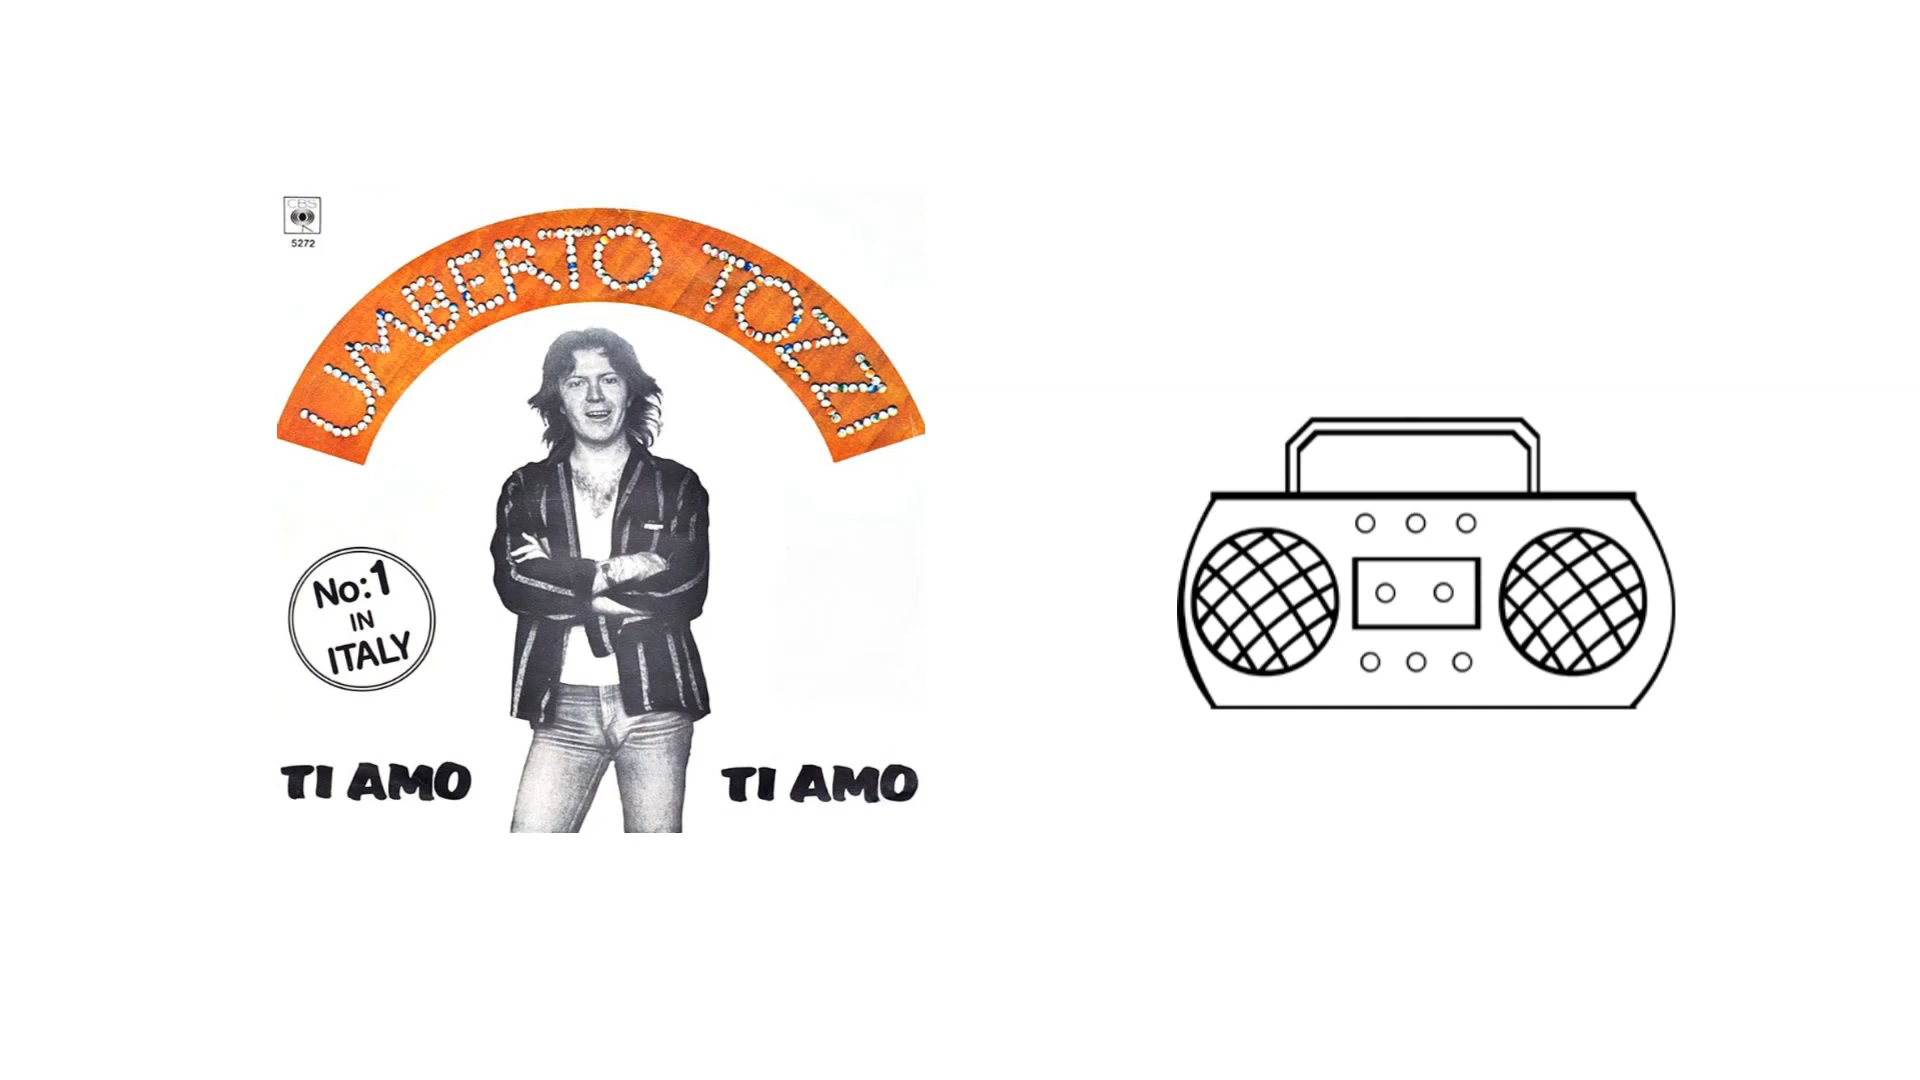 CBS
5272
UMBERTO TOZZI
No:1
IN
ITALY
TI AMO
TI AMO